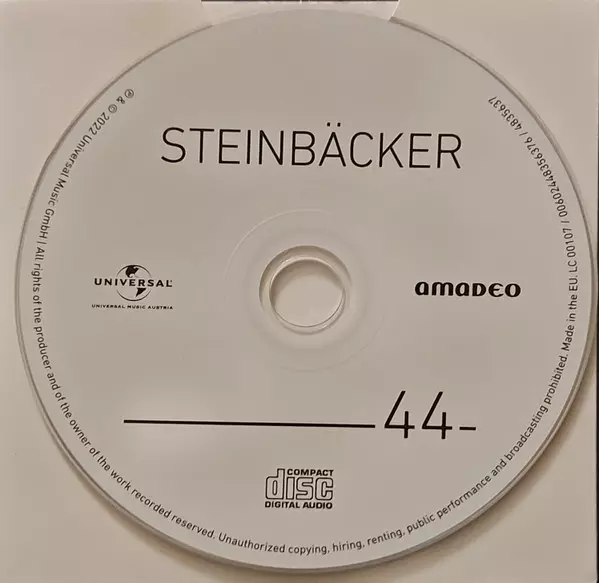 STEINBÄCKER
UNIVERSAL
UNIVERSAL MUSIC AUSTRIA
amadeo
44-
COMPACT
disc
DIGITAL AUDIO
℗ & © 2022 Universal Music GmbH | All rights of the producer and of the owner of the work recorded reserved. Unauthorized copying, hiring, renting, public performance and broadcasting prohibited. Made in the EU. LC 00107 / 00602448356376 / 4835637